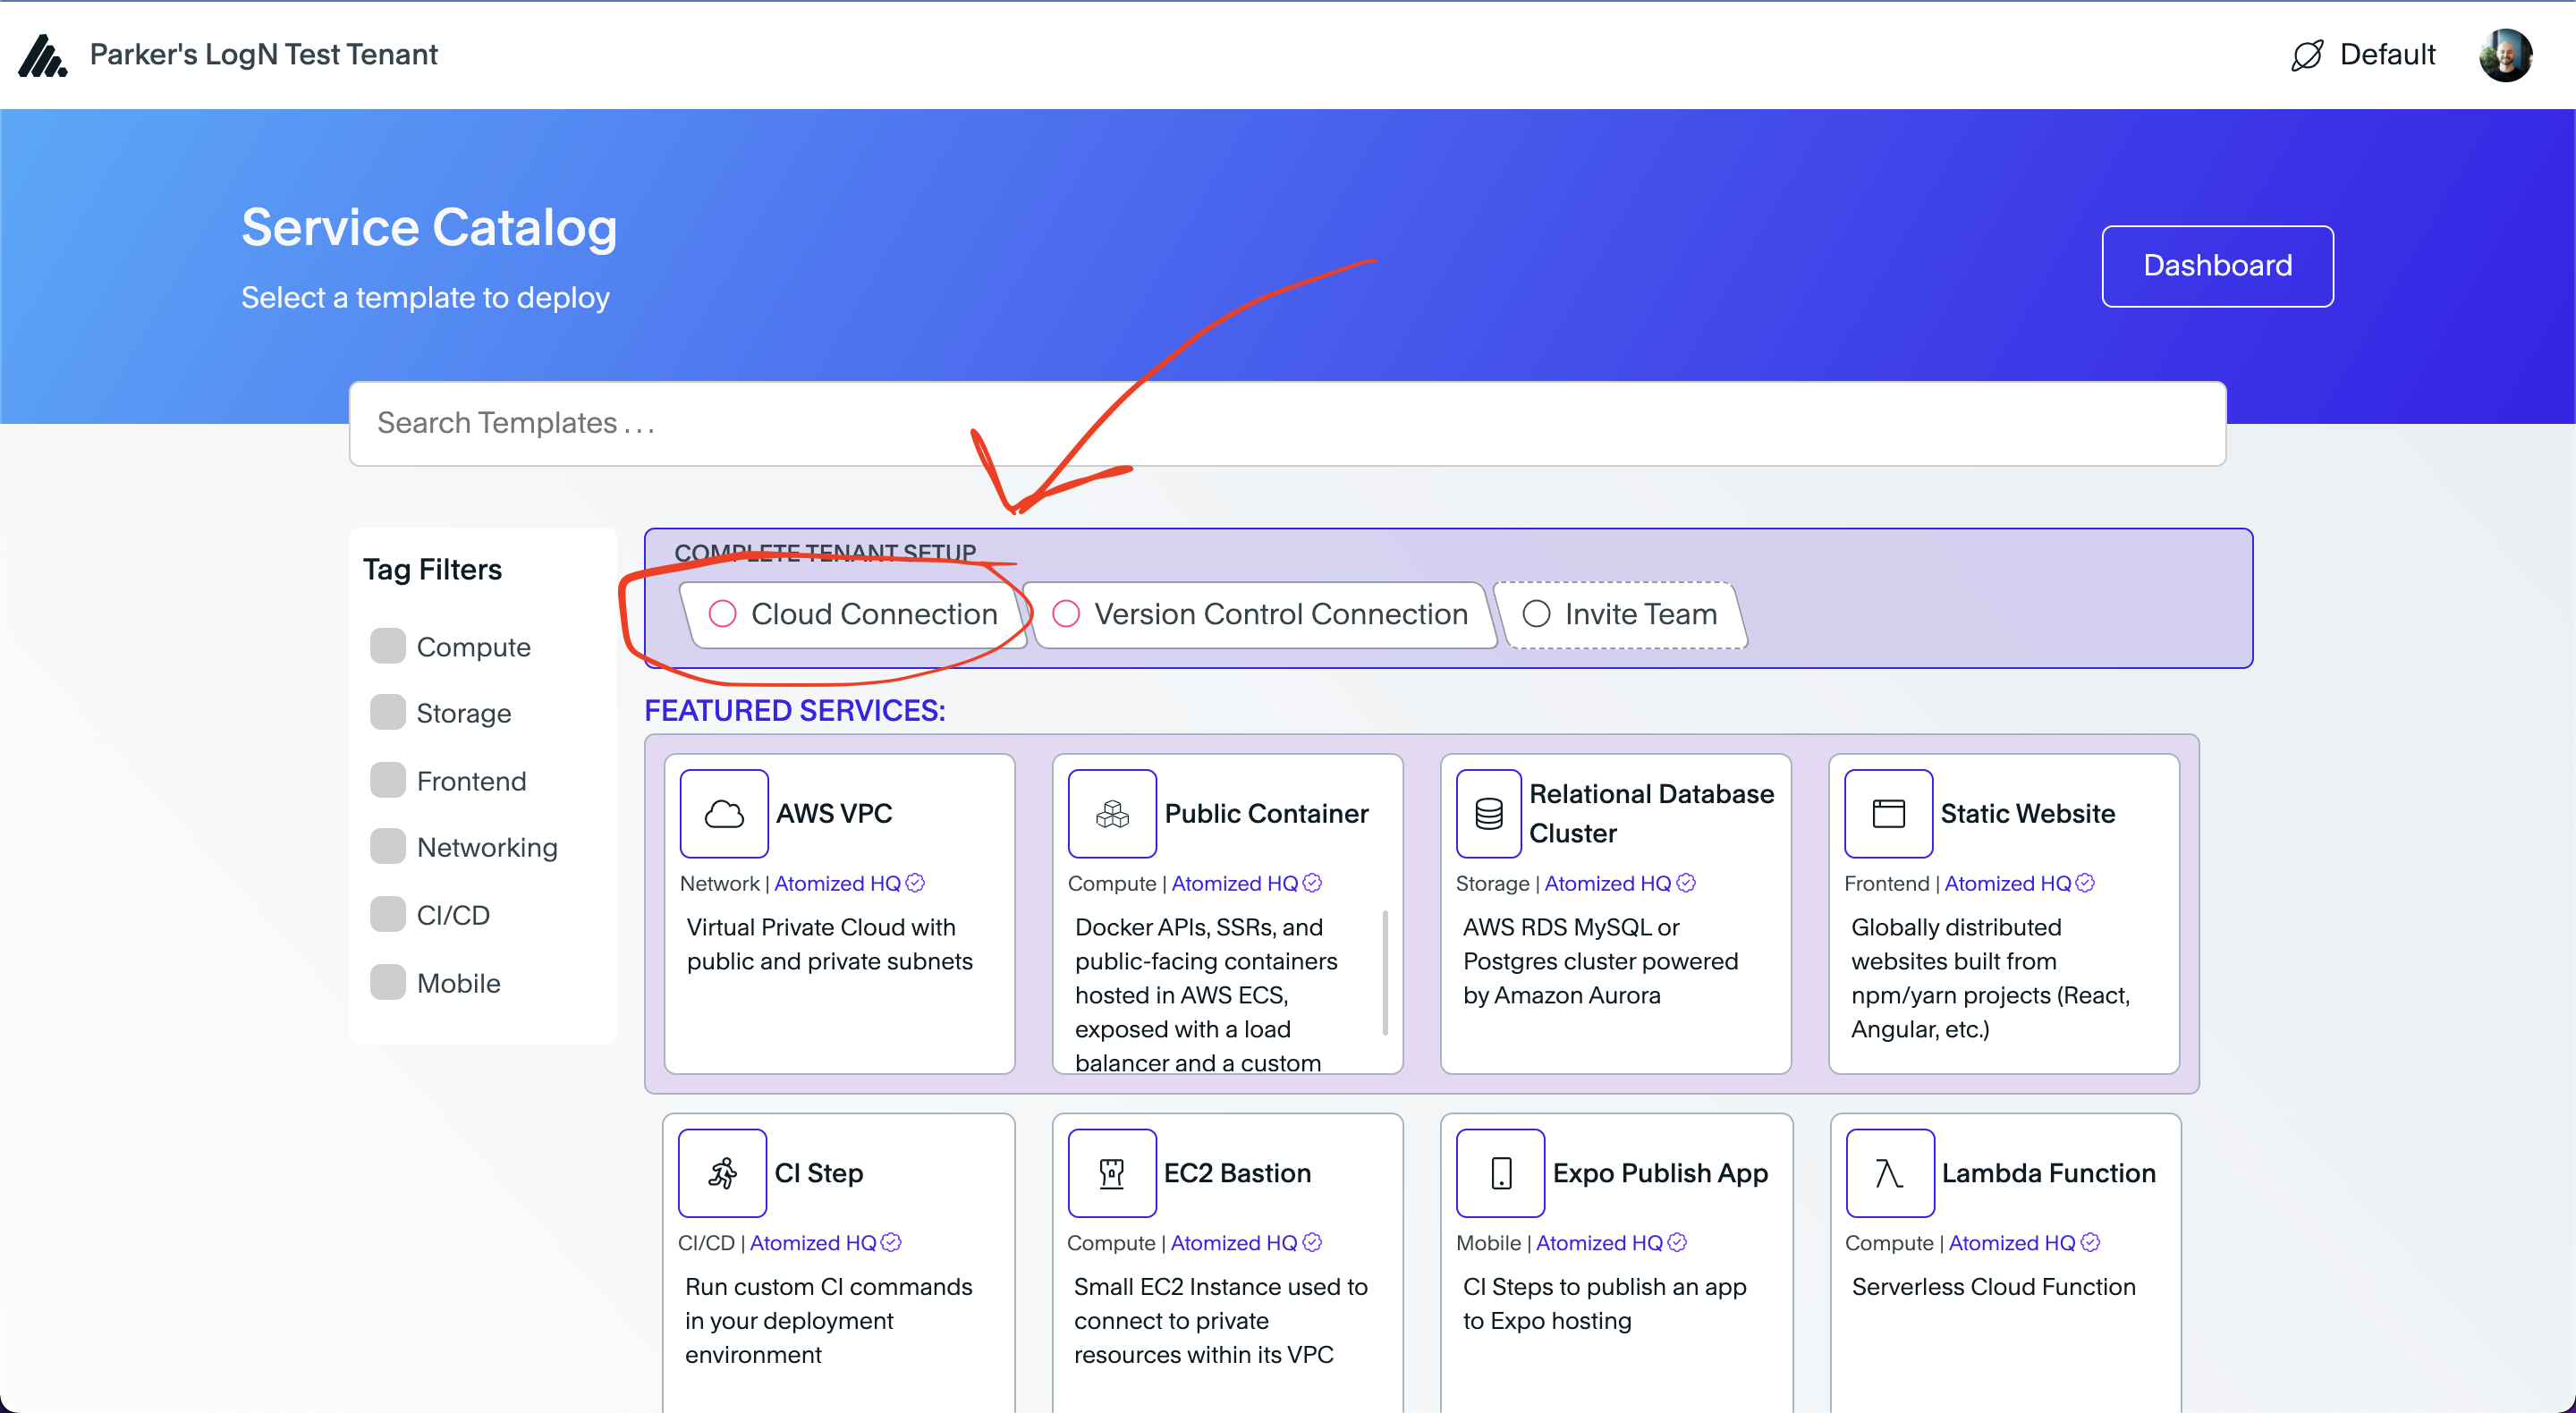 Parker's LogN Test Tenant
Default
Service Catalog
Select a template to deploy
Dashboard
Search Templates . . .
Tag Filters
Compute
Storage
Frontend
Networking
CI/CD
Mobile
COMPLETE TENANT SETUP
Cloud Connection
Version Control Connection
Invite Team
FEATURED SERVICES:
AWS VPC
Network | Atomized HQ
Virtual Private Cloud with
public and private subnets
Public Container
Compute | Atomized HQ
Docker APIs, SSRs, and
public-facing containers
hosted in AWS ECS,
exposed with a load
balancer and a custom
Relational Database
Cluster
Storage | Atomized HQ
AWS RDS MySQL or
Postgres cluster powered
by Amazon Aurora
Static Website
Frontend | Atomized HQ
Globally distributed
websites built from
npm/yarn projects (React,
Angular, etc.)
CI Step
CI/CD | Atomized HQ
Run custom CI commands
in your deployment
environment
EC2 Bastion
Compute | Atomized HQ
Small EC2 Instance used to
connect to private
resources within its VPC
Expo Publish App
Mobile | Atomized HQ
CI Steps to publish an app
to Expo hosting
Lambda Function
Compute | Atomized HQ
Serverless Cloud Function